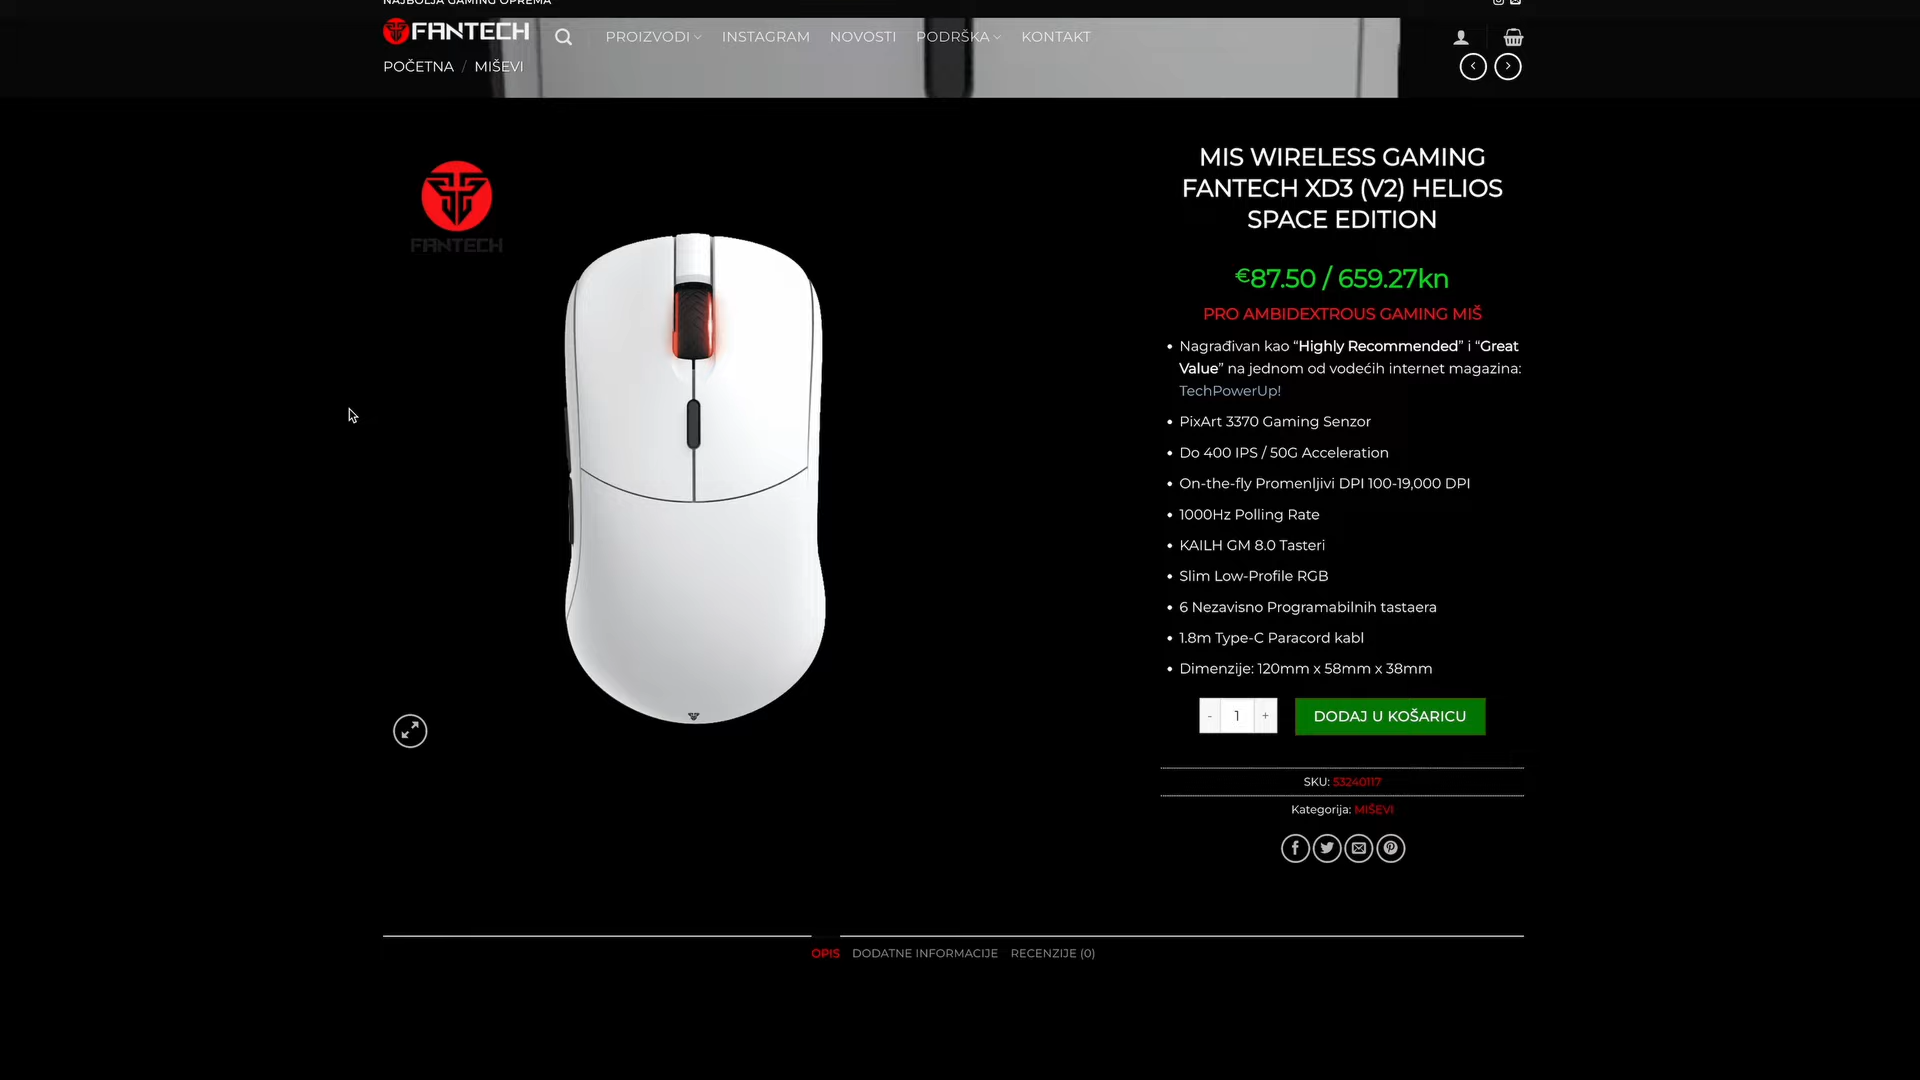 NAJBOLJA GAMING OPREMA
FANTECH
PROIZVODI
INSTAGRAM
NOVOSTI
PODRŠKA
KONTAKT
POČETNA / MIŠEVI
FANTECH
MIS WIRELESS GAMING
FANTECH XD3 (V2) HELIOS
SPACE EDITION
€87.50 / 659.27kn
PRO AMBIDEXTROUS GAMING MIŠ
• Nagrađivan kao “Highly Recommended” i “Great
Value” na jednom od vodećih internet magazina:
TechPowerUp!
• PixArt 3370 Gaming Senzor
• Do 400 IPS / 50G Acceleration
• On-the-fly Promenljivi DPI 100-19,000 DPI
• 1000Hz Polling Rate
• KAILH GM 8.0 Tasteri
• Slim Low-Profile RGB
• 6 Nezavisno Programabilnih tastaera
• 1.8m Type-C Paracord kabl
• Dimenzije: 120mm x 58mm x 38mm
- 1 +
DODAJ U KOŠARICU
SKU: 53240117
Kategorija: MIŠEVI
OPIS
DODATNE INFORMACIJE
RECENZIJE (0)